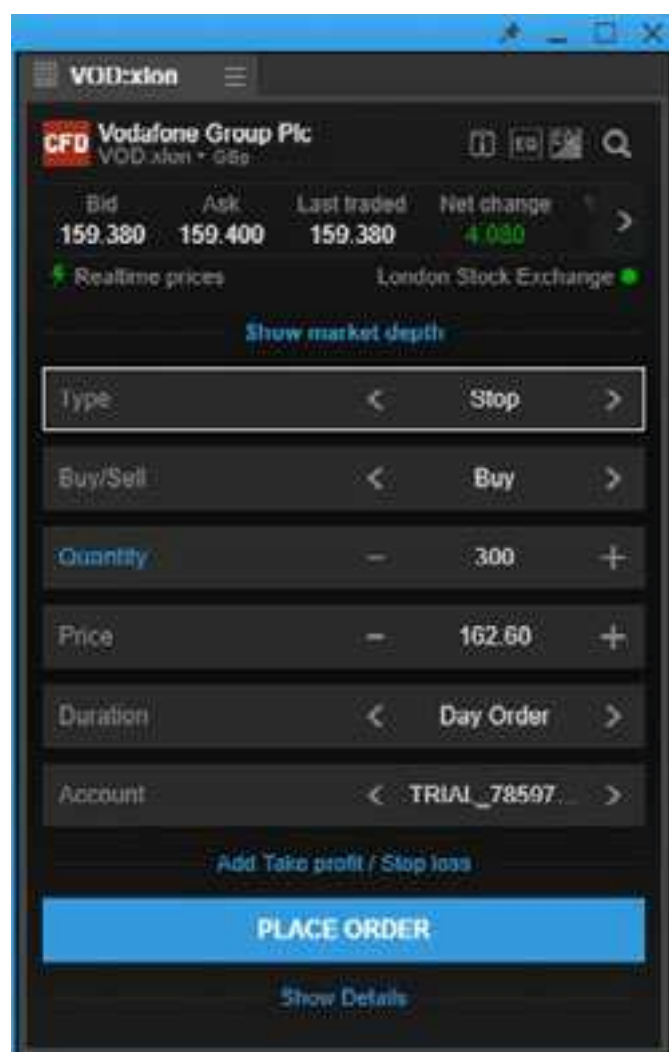 VOD:xlon
CFD Vodafone Group Plc
VOD:xlon • GBp
Bid Ask Last traded Net change
159.380 159.400 159.380 4.080
Realtime prices London Stock Exchange
Show market depth
Type < Stop >
Buy/Sell < Buy >
Quantity − 300 +
Price − 162.60 +
Duration < Day Order >
Account < TRIAL_78597... >
Add Take profit / Stop loss
PLACE ORDER
Show Details